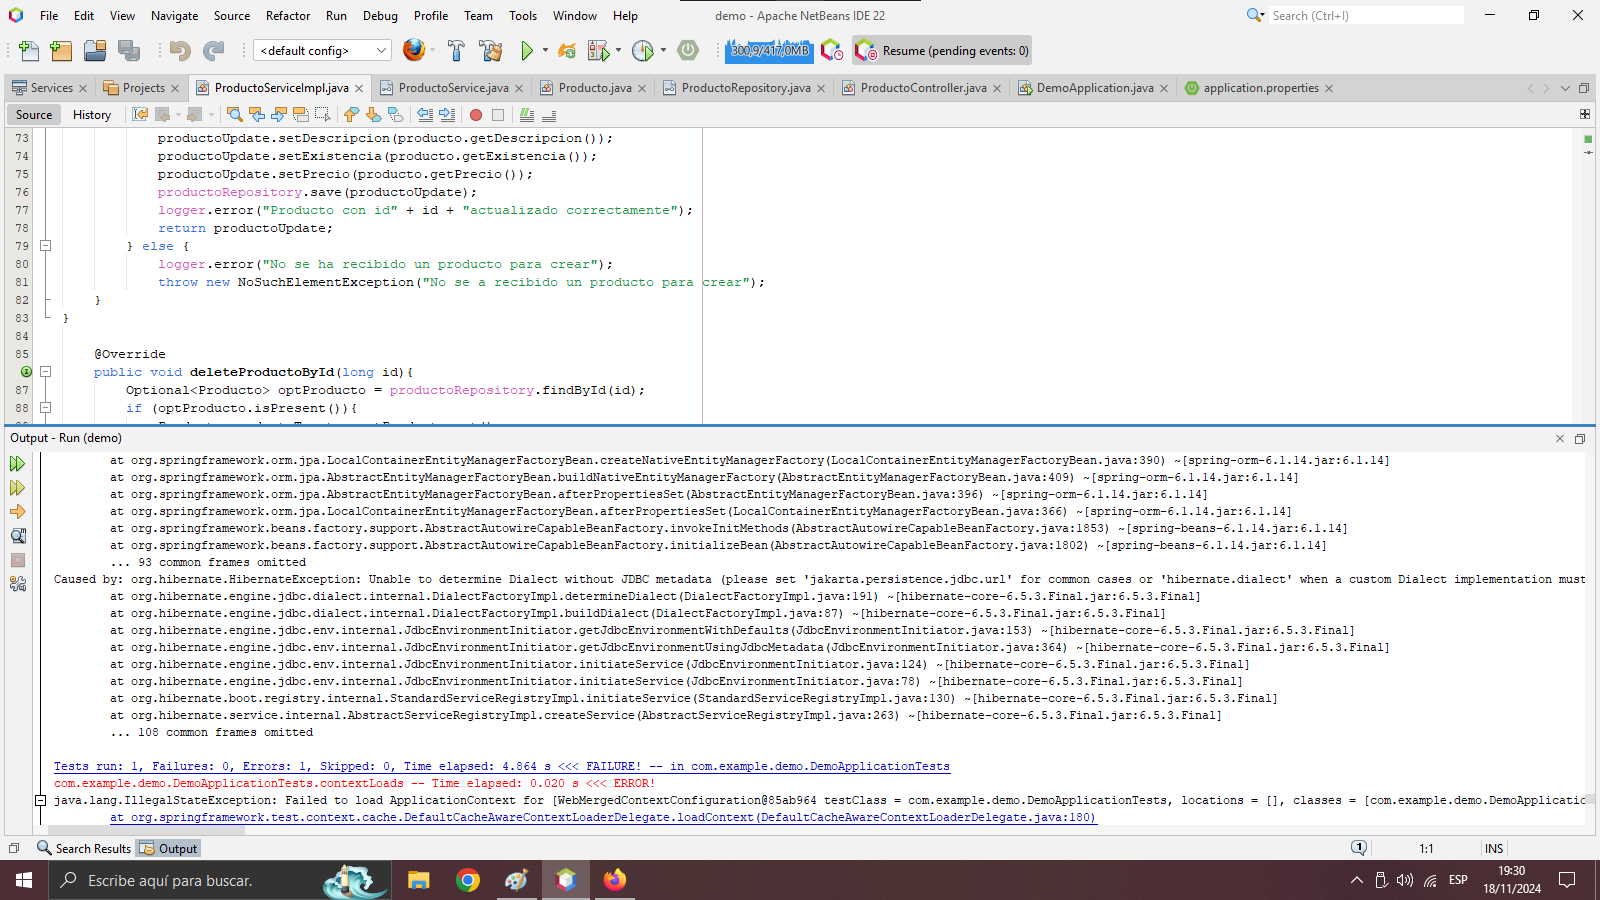 File Edit View Navigate Source Refactor Run Debug Profile Team Tools Window Help
demo - Apache NetBeans IDE 22
Search (Ctrl+I)
<default config>
300,9/417,0MB
Resume (pending events: 0)
Services
Projects
ProductoServiceImpl.java
ProductoService.java
Producto.java
ProductoRepository.java
ProductoController.java
DemoApplication.java
application.properties
Source History
73 productoUpdate.setDescripcion(producto.getDescripcion());
74 productoUpdate.setExistencia(producto.getExistencia());
75 productoUpdate.setPrecio(producto.getPrecio());
76 productoRepository.save(productoUpdate);
77 logger.error("Producto con id" + id + "actualizado correctamente");
78 return productoUpdate;
79 } else {
80 logger.error("No se ha recibido un producto para crear");
81 throw new NoSuchElementException("No se a recibido un producto para crear");
82 }
83 }
84
85 @Override
public void deleteProductoById(long id){
87 Optional<Producto> optProducto = productoRepository.findById(id);
88 if (optProducto.isPresent()){
Output - Run (demo)
at org.springframework.orm.jpa.LocalContainerEntityManagerFactoryBean.createNativeEntityManagerFactory(LocalContainerEntityManagerFactoryBean.java:390) ~[spring-orm-6.1.14.jar:6.1.14]
at org.springframework.orm.jpa.AbstractEntityManagerFactoryBean.buildNativeEntityManagerFactory(AbstractEntityManagerFactoryBean.java:409) ~[spring-orm-6.1.14.jar:6.1.14]
at org.springframework.orm.jpa.AbstractEntityManagerFactoryBean.afterPropertiesSet(AbstractEntityManagerFactoryBean.java:396) ~[spring-orm-6.1.14.jar:6.1.14]
at org.springframework.orm.jpa.LocalContainerEntityManagerFactoryBean.afterPropertiesSet(LocalContainerEntityManagerFactoryBean.java:366) ~[spring-orm-6.1.14.jar:6.1.14]
at org.springframework.beans.factory.support.AbstractAutowireCapableBeanFactory.invokeInitMethods(AbstractAutowireCapableBeanFactory.java:1853) ~[spring-beans-6.1.14.jar:6.1.14]
at org.springframework.beans.factory.support.AbstractAutowireCapableBeanFactory.initializeBean(AbstractAutowireCapableBeanFactory.java:1802) ~[spring-beans-6.1.14.jar:6.1.14]
... 93 common frames omitted
Caused by: org.hibernate.HibernateException: Unable to determine Dialect without JDBC metadata (please set 'jakarta.persistence.jdbc.url' for common cases or 'hibernate.dialect' when a custom Dialect implementation must
at org.hibernate.engine.jdbc.dialect.internal.DialectFactoryImpl.determineDialect(DialectFactoryImpl.java:191) ~[hibernate-core-6.5.3.Final.jar:6.5.3.Final]
at org.hibernate.engine.jdbc.dialect.internal.DialectFactoryImpl.buildDialect(DialectFactoryImpl.java:87) ~[hibernate-core-6.5.3.Final.jar:6.5.3.Final]
at org.hibernate.engine.jdbc.env.internal.JdbcEnvironmentInitiator.getJdbcEnvironmentWithDefaults(JdbcEnvironmentInitiator.java:153) ~[hibernate-core-6.5.3.Final.jar:6.5.3.Final]
at org.hibernate.engine.jdbc.env.internal.JdbcEnvironmentInitiator.getJdbcEnvironmentUsingJdbcMetadata(JdbcEnvironmentInitiator.java:364) ~[hibernate-core-6.5.3.Final.jar:6.5.3.Final]
at org.hibernate.engine.jdbc.env.internal.JdbcEnvironmentInitiator.initiateService(JdbcEnvironmentInitiator.java:124) ~[hibernate-core-6.5.3.Final.jar:6.5.3.Final]
at org.hibernate.engine.jdbc.env.internal.JdbcEnvironmentInitiator.initiateService(JdbcEnvironmentInitiator.java:78) ~[hibernate-core-6.5.3.Final.jar:6.5.3.Final]
at org.hibernate.boot.registry.internal.StandardServiceRegistryImpl.initiateService(StandardServiceRegistryImpl.java:130) ~[hibernate-core-6.5.3.Final.jar:6.5.3.Final]
at org.hibernate.service.internal.AbstractServiceRegistryImpl.createService(AbstractServiceRegistryImpl.java:263) ~[hibernate-core-6.5.3.Final.jar:6.5.3.Final]
... 108 common frames omitted
Tests run: 1, Failures: 0, Errors: 1, Skipped: 0, Time elapsed: 4.864 s <<< FAILURE! -- in com.example.demo.DemoApplicationTests
com.example.demo.DemoApplicationTests.contextLoads -- Time elapsed: 0.020 s <<< ERROR!
java.lang.IllegalStateException: Failed to load ApplicationContext for [WebMergedContextConfiguration@85ab964 testClass = com.example.demo.DemoApplicationTests, locations = [], classes = [com.example.demo.DemoApplicatio
at org.springframework.test.context.cache.DefaultCacheAwareContextLoaderDelegate.loadContext(DefaultCacheAwareContextLoaderDelegate.java:180)
Search Results
Output
1
1:1
INS
Escribe aquí para buscar.
ESP
19:30
18/11/2024